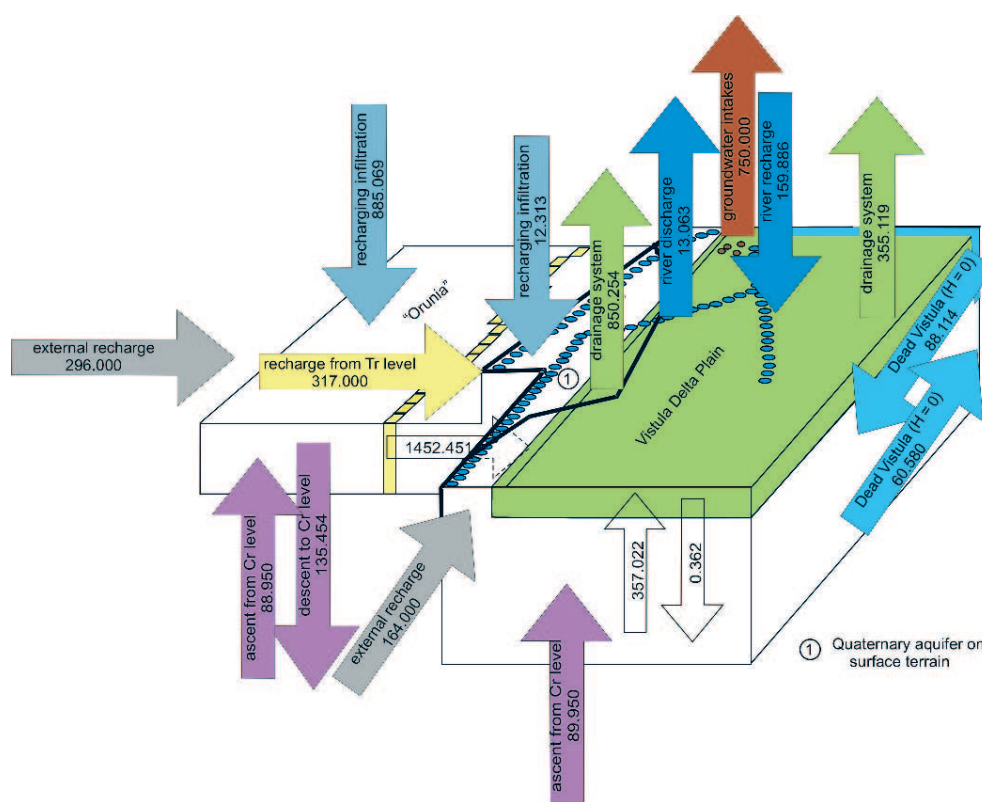 recharging infiltration
885.069
recharging infiltration
12.313
drainage system
850.254
river discharge
13.063
groundwater intakes
750.000
river recharge
159.886
drainage system
355.119
"Orunia"
external recharge
296.000
recharge from Tr level
317.000
1
Vistula Delta Plain
Dead Vistula (H = 0)
88.114
Dead Vistula (H = 0)
60.580
1452.451
ascent from Cr level
88.950
descent to Cr level
135.454
external recharge
164.000
357.022
0.362
ascent from Cr level
89.950
1 Quaternary aquifer on
surface terrain